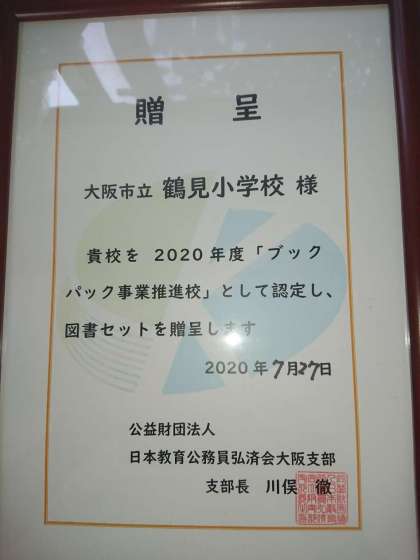 贈 呈
大阪市立 鶴見小学校 様
貴校を 2020年度「ブック
パック事業推進校」として認定し、
図書セットを贈呈します
2020年7月27日
公益財団法人
日本教育公務員弘済会大阪支部
支部長 川俣 徹